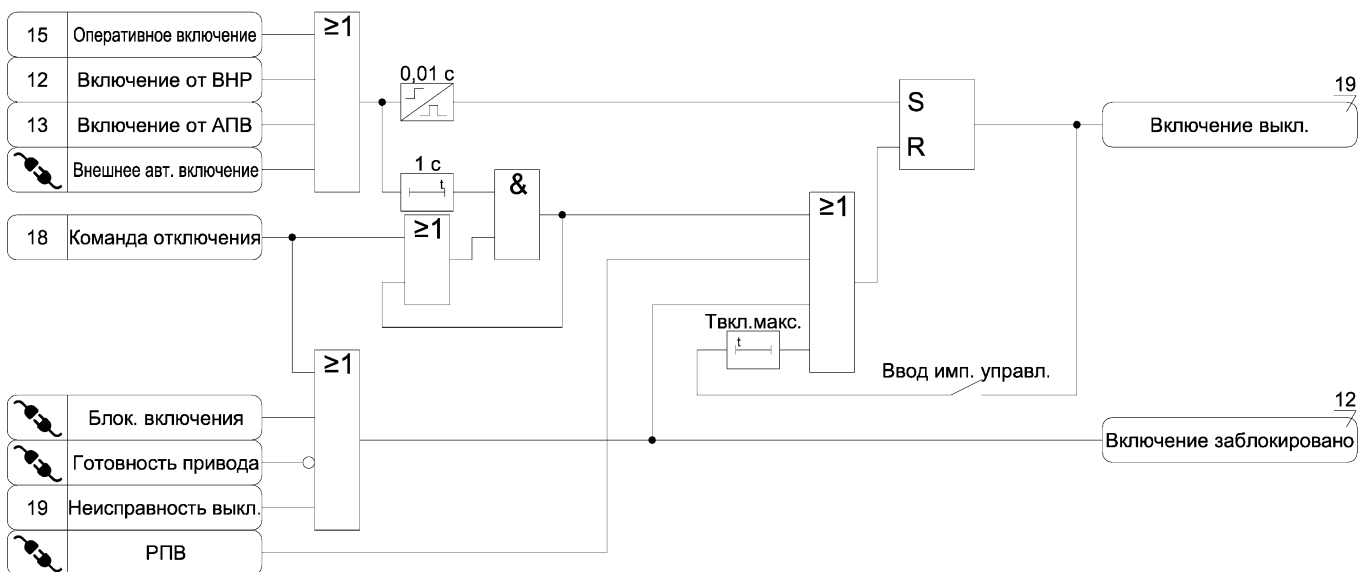 15 Оперативное включение
12 Включение от ВНР
13 Включение от АПВ
Внешнее авт. включение
18 Команда отключения
Блок. включения
Готовность привода
19 Неисправность выкл.
РПВ
≥1
0,01 с
1 с
t
&
≥1
≥1
≥1
Твкл.макс.
t
S
R
Ввод имп. управл.
19
Включение выкл.
12
Включение заблокировано